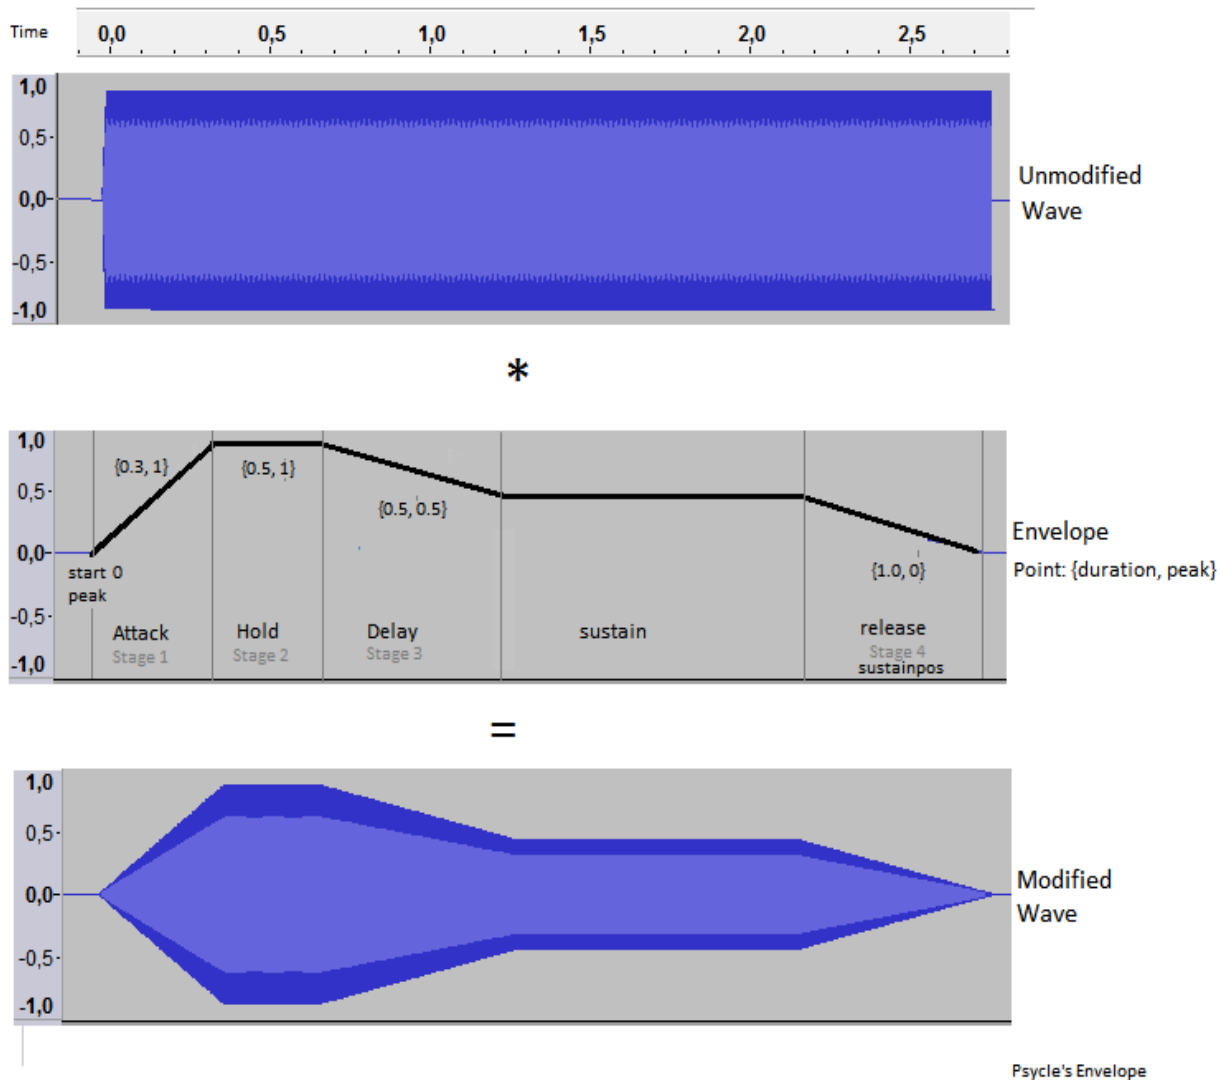 Time 0,0 0,5 1,0 1,5 2,0 2,5
1,0
0,5
0,0
-0,5
-1,0
Unmodified
Wave
*
1,0
0,5
0,0
-0,5
-1,0
{0.3, 1}
{0.5, 1}
{0.5, 0.5}
{1.0, 0}
start 0
peak
Attack
Stage 1
Hold
Stage 2
Delay
Stage 3
sustain
release
Stage 4
sustainpos
Envelope
Point: {duration, peak}
=
1,0
0,5
0,0
-0,5
-1,0
Modified
Wave
Psycle's Envelope